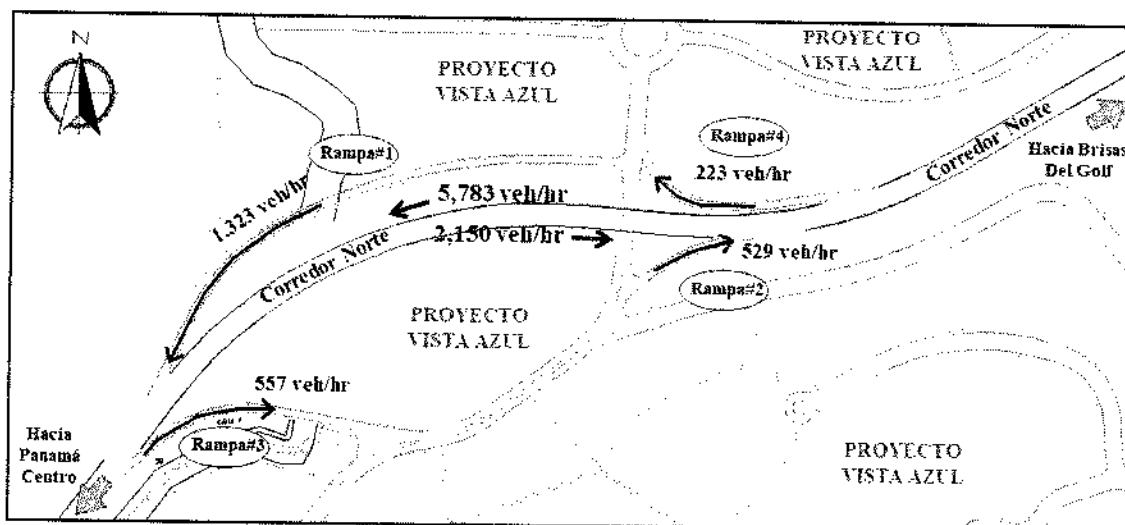 N
PROYECTO
VISTA AZUL
PROYECTO
VISTA AZUL
Rampa#1
Rampa#4
223 veh/hr
Corredor Norte
Hacia Brisas
Del Golf
1,323 veh/hr
5,783 veh/hr
2,150 veh/hr
529 veh/hr
Corredor Norte
Rampa#2
PROYECTO
VISTA AZUL
557 veh/hr
Rampa#3
Hacia
Panamá
Centro
PROYECTO
VISTA AZUL